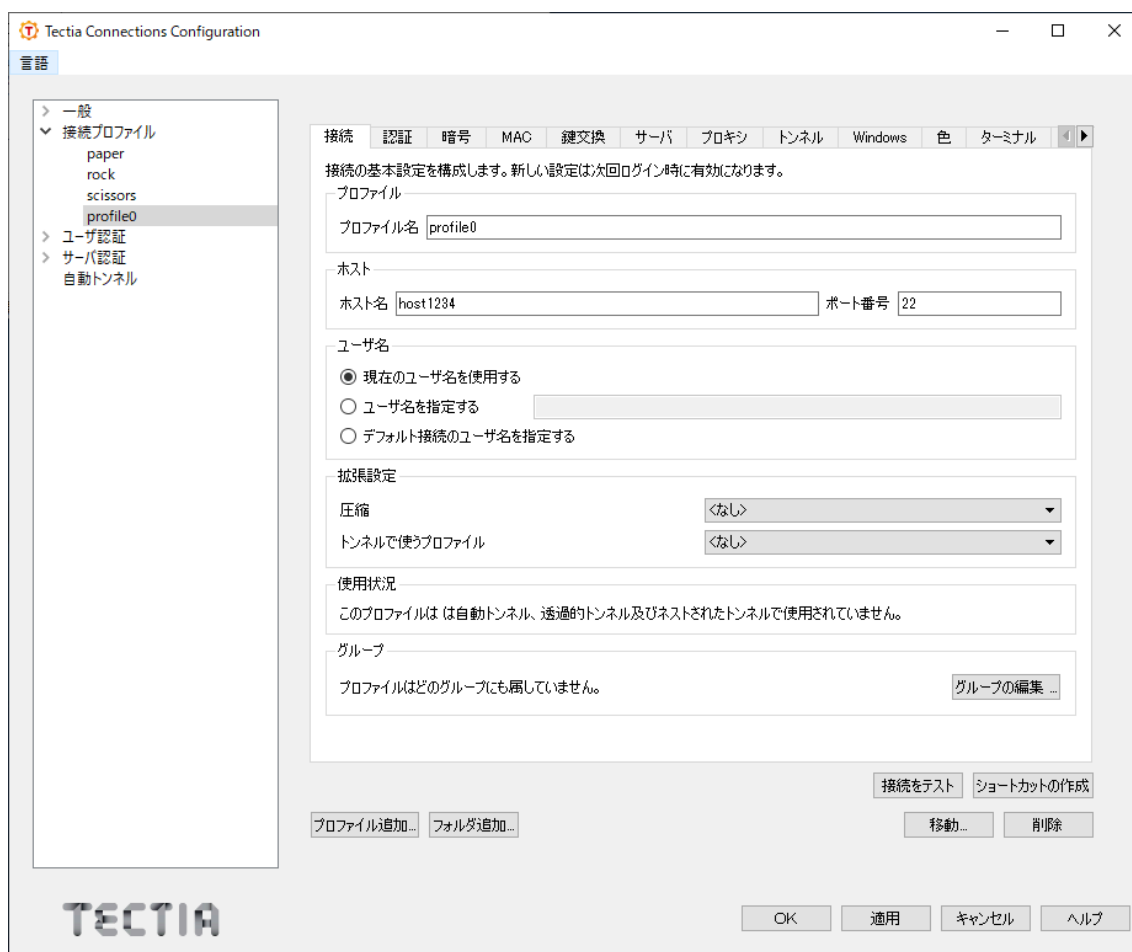 Tectia Connections Configuration
言語
一般
接続プロファイル
paper
rock
scissors
profile0
ユーザ認証
サーバ認証
自動トンネル
接続 認証 暗号 MAC 鍵交換 サーバ プロキシ トンネル Windows 色 ターミナル
接続の基本設定を構成します。新しい設定は次回ログイン時に有効になります。
プロファイル
プロファイル名 profile0
ホスト
ホスト名 host1234 ポート番号 22
ユーザ名
現在のユーザ名を使用する
ユーザ名を指定する
デフォルト接続のユーザ名を指定する
拡張設定
圧縮 <なし>
トンネルで使うプロファイル <なし>
使用状況
このプロファイルは は自動トンネル、透過的トンネル及びネストされたトンネルで使用されていません。
グループ
プロファイルはどのグループにも属していません。 グループの編集 ...
接続をテスト ショートカットの作成
プロファイル追加... フォルダ追加... 移動... 削除
TECTIA
OK 適用 キャンセル ヘルプ